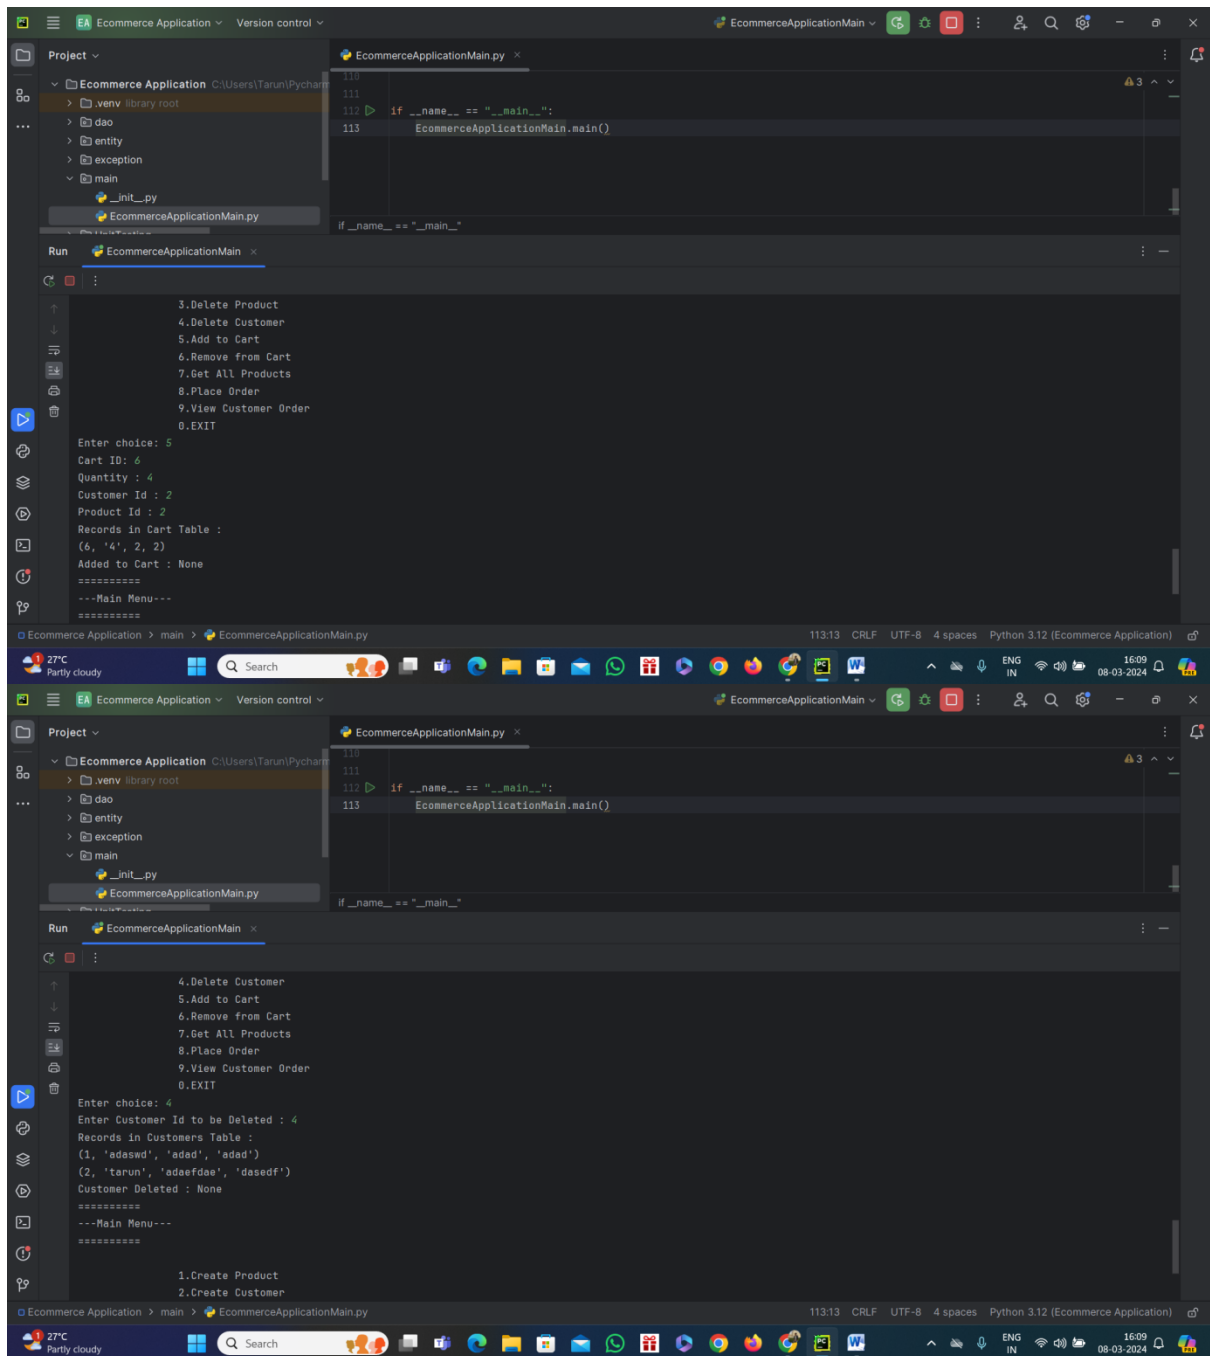 EA Ecommerce Application Version control EcommerceApplicationMain
Project EcommerceApplicationMain.py
Ecommerce Application C:\Users\Tarun\Pycharm
110
3
.venv library root
111
dao
112 if __name__ == "__main__":
entity
113 EcommerceApplicationMain.main()
exception
main
__init__.py
EcommerceApplicationMain.py
if __name__ == "__main__"
Run EcommerceApplicationMain
3.Delete Product
4.Delete Customer
5.Add to Cart
6.Remove from Cart
7.Get All Products
8.Place Order
9.View Customer Order
0.EXIT
Enter choice: 5
Cart ID: 6
Quantity : 4
Customer Id : 2
Product Id : 2
Records in Cart Table :
(6, '4', 2, 2)
Added to Cart : None
==========
---Main Menu---
==========
Ecommerce Application > main > EcommerceApplicationMain.py 113:13 CRLF UTF-8 4 spaces Python 3.12 (Ecommerce Application)
1 27°C
Partly cloudy
Search
ENG
IN
16:09
08-03-2024
EA Ecommerce Application Version control EcommerceApplicationMain
Project EcommerceApplicationMain.py
Ecommerce Application C:\Users\Tarun\Pycharm
110
3
.venv library root
111
dao
112 if __name__ == "__main__":
entity
113 EcommerceApplicationMain.main()
exception
main
__init__.py
EcommerceApplicationMain.py
if __name__ == "__main__"
Run EcommerceApplicationMain
4.Delete Customer
5.Add to Cart
6.Remove from Cart
7.Get All Products
8.Place Order
9.View Customer Order
0.EXIT
Enter choice: 4
Enter Customer Id to be Deleted : 4
Records in Customers Table :
(1, 'adaswd', 'adad', 'adad')
(2, 'tarun', 'adaefdae', 'dasedf')
Customer Deleted : None
==========
---Main Menu---
==========
1.Create Product
2.Create Customer
Ecommerce Application > main > EcommerceApplicationMain.py 113:13 CRLF UTF-8 4 spaces Python 3.12 (Ecommerce Application)
1 27°C
Partly cloudy
Search
ENG
IN
16:09
08-03-2024